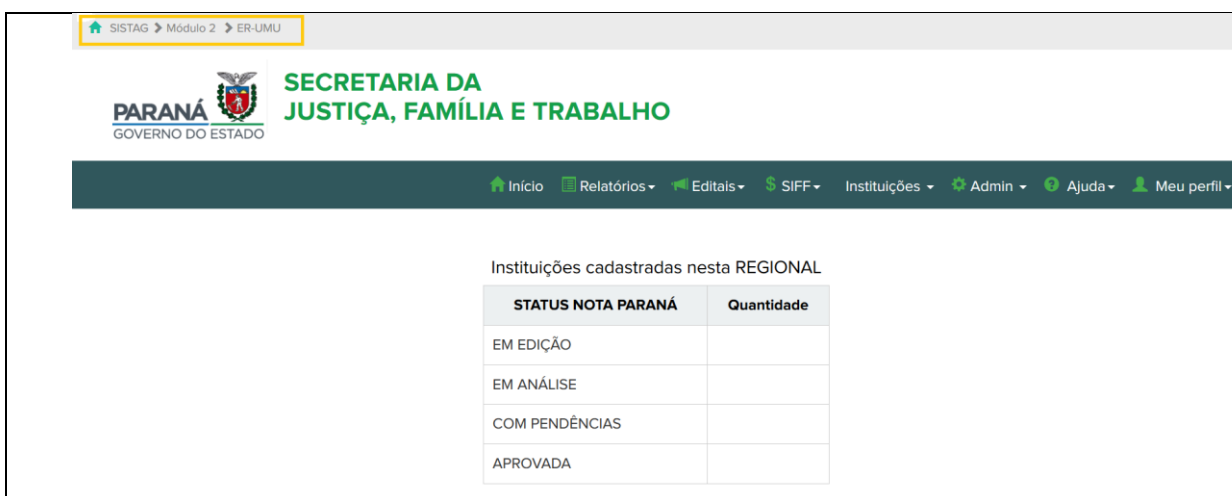 SISTAG > Módulo 2 > ER-UMU
PARANÁ
GOVERNO DO ESTADO
SECRETARIA DA
JUSTIÇA, FAMÍLIA E TRABALHO
Início Relatórios Editais $ SIFF Instituições Admin ? Ajuda Meu perfil
Instituições cadastradas nesta REGIONAL
STATUS NOTA PARANÁ Quantidade
EM EDIÇÃO
EM ANÁLISE
COM PENDÊNCIAS
APROVADA